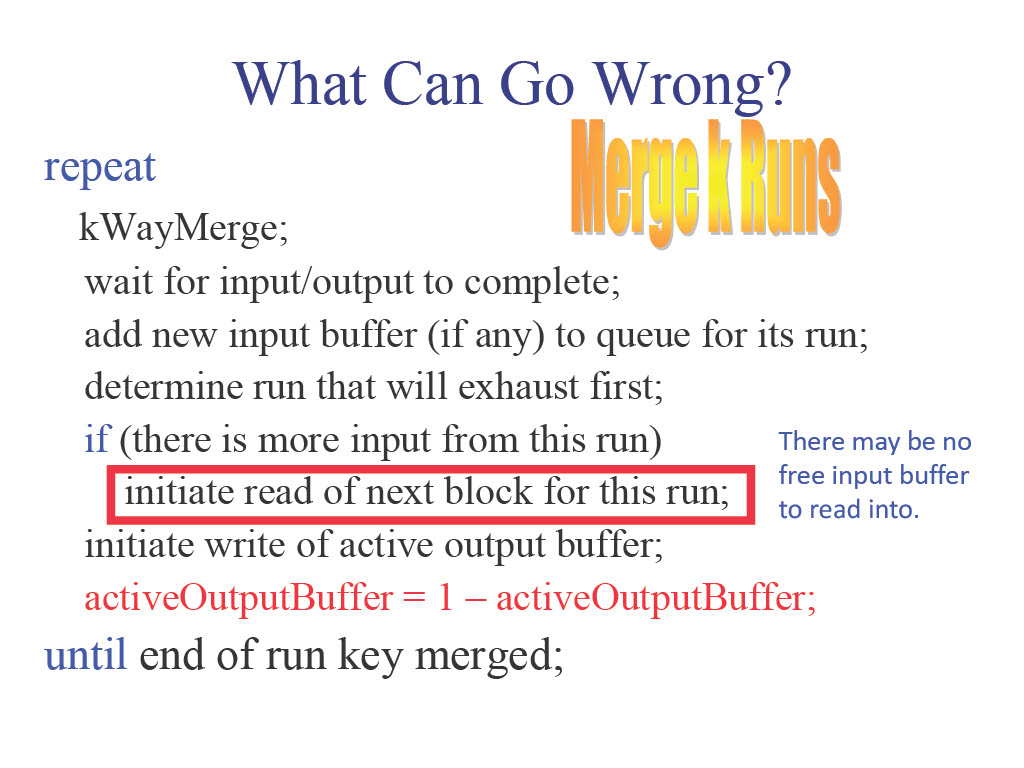 What Can Go Wrong?
Merge k Runs
repeat
kWayMerge;
wait for input/output to complete;
add new input buffer (if any) to queue for its run;
determine run that will exhaust first;
if (there is more input from this run)
initiate read of next block for this run;
There may be no
free input buffer
to read into.
initiate write of active output buffer;
activeOutputBuffer = 1 – activeOutputBuffer;
until end of run key merged;